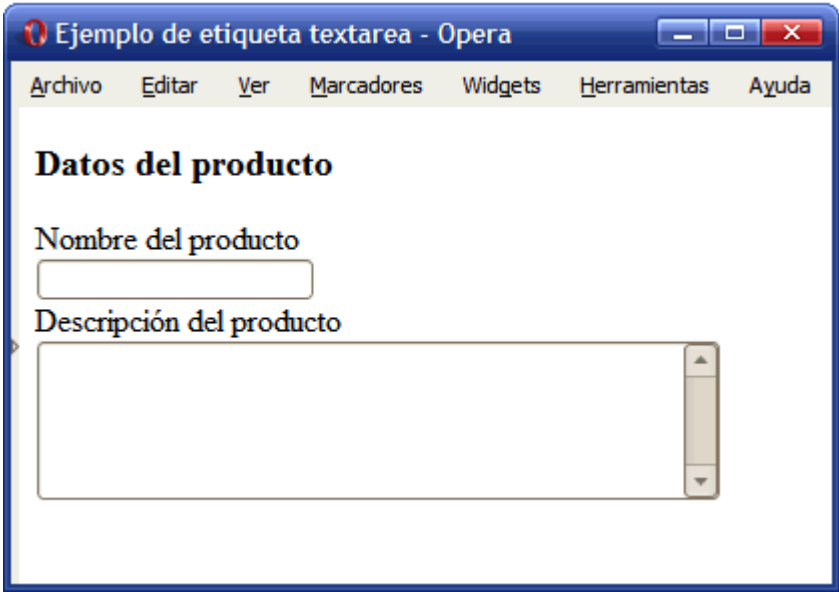 Ejemplo de etiqueta textarea - Opera
Archivo Editar Ver Marcadores Widgets Herramientas Ayuda
Datos del producto
Nombre del producto
Descripción del producto